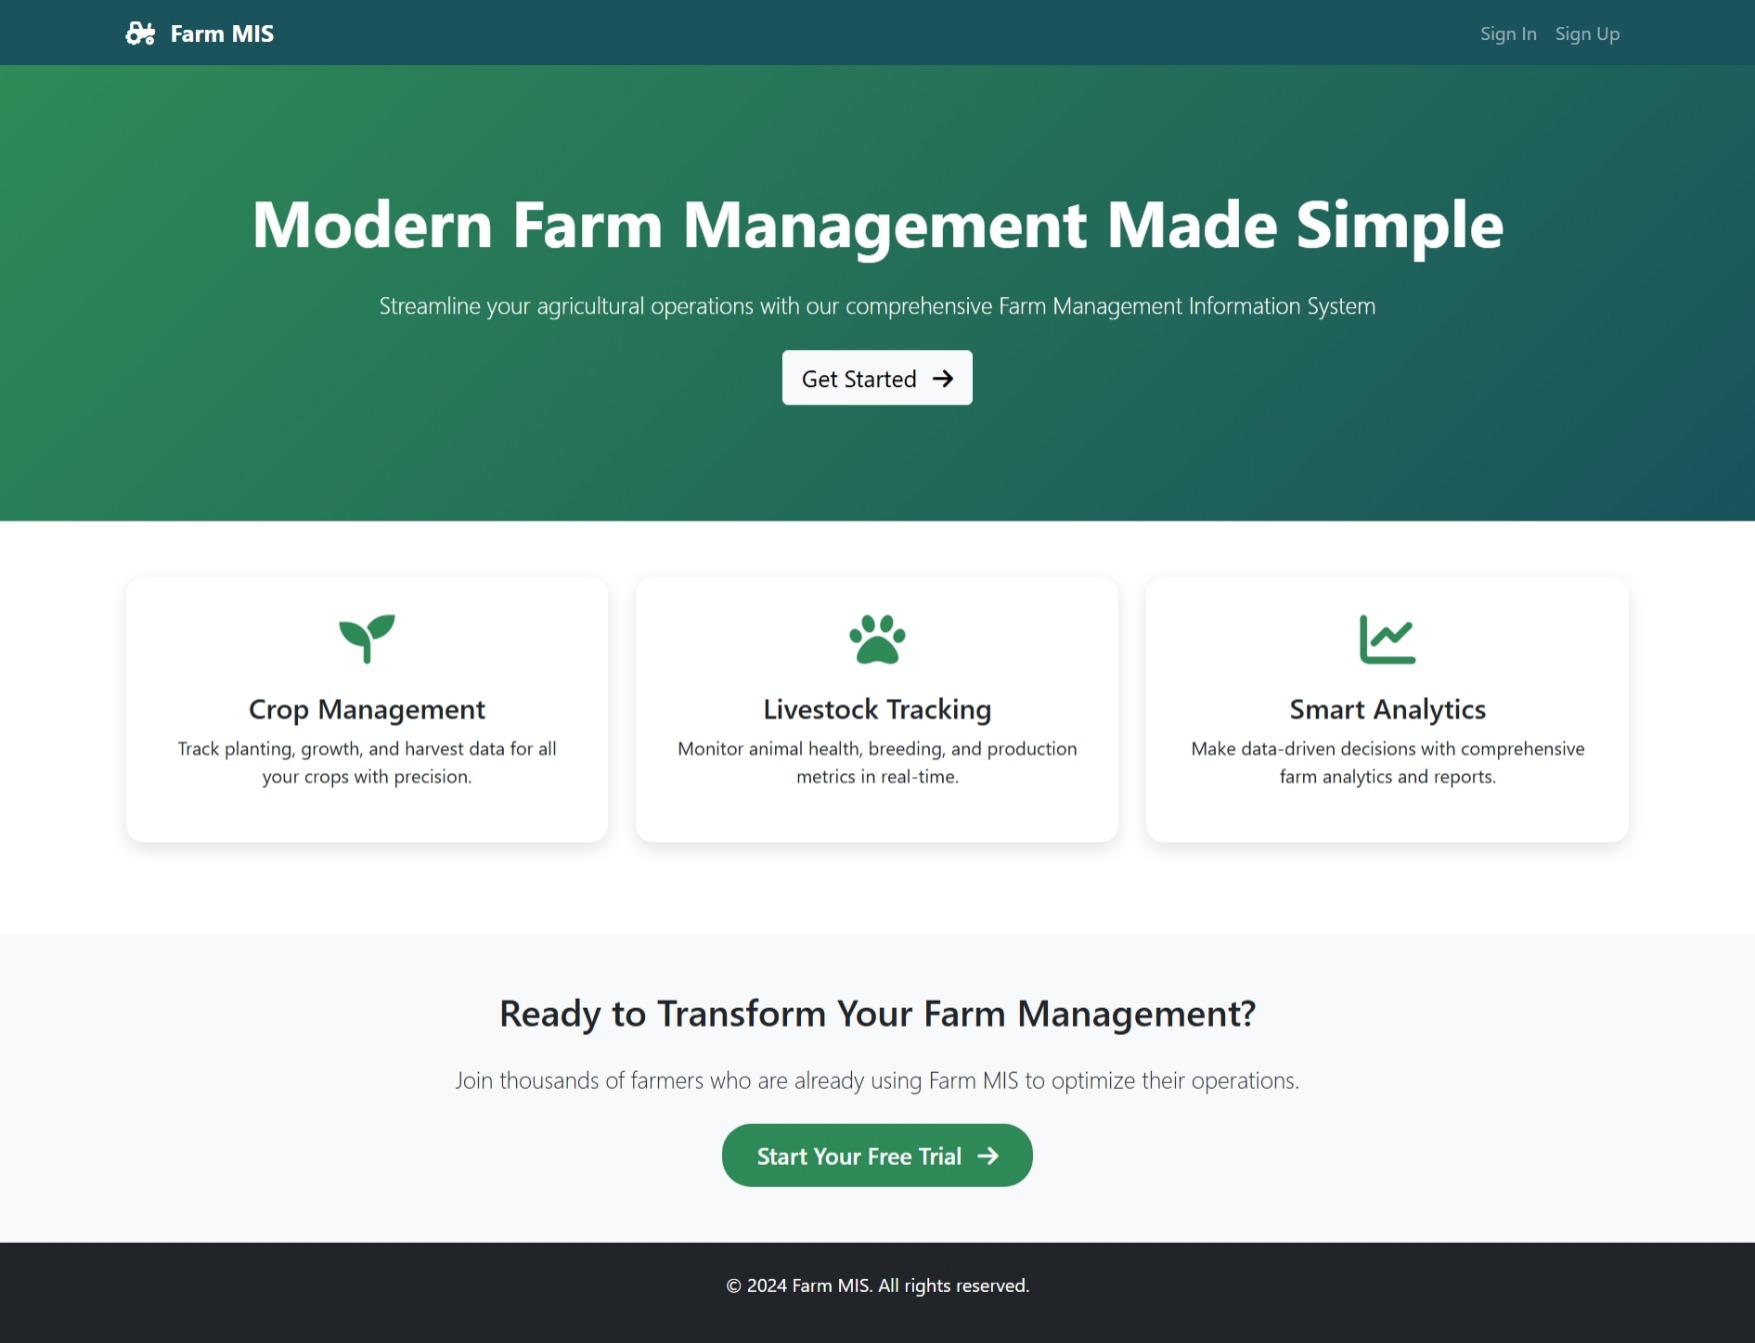 Farm MIS
Sign In
Sign Up
Modern Farm Management Made Simple
Streamline your agricultural operations with our comprehensive Farm Management Information System
Get Started
Crop Management
Track planting, growth, and harvest data for all
your crops with precision.
Livestock Tracking
Monitor animal health, breeding, and production
metrics in real-time.
Smart Analytics
Make data-driven decisions with comprehensive
farm analytics and reports.
Ready to Transform Your Farm Management?
Join thousands of farmers who are already using Farm MIS to optimize their operations.
Start Your Free Trial
© 2024 Farm MIS. All rights reserved.